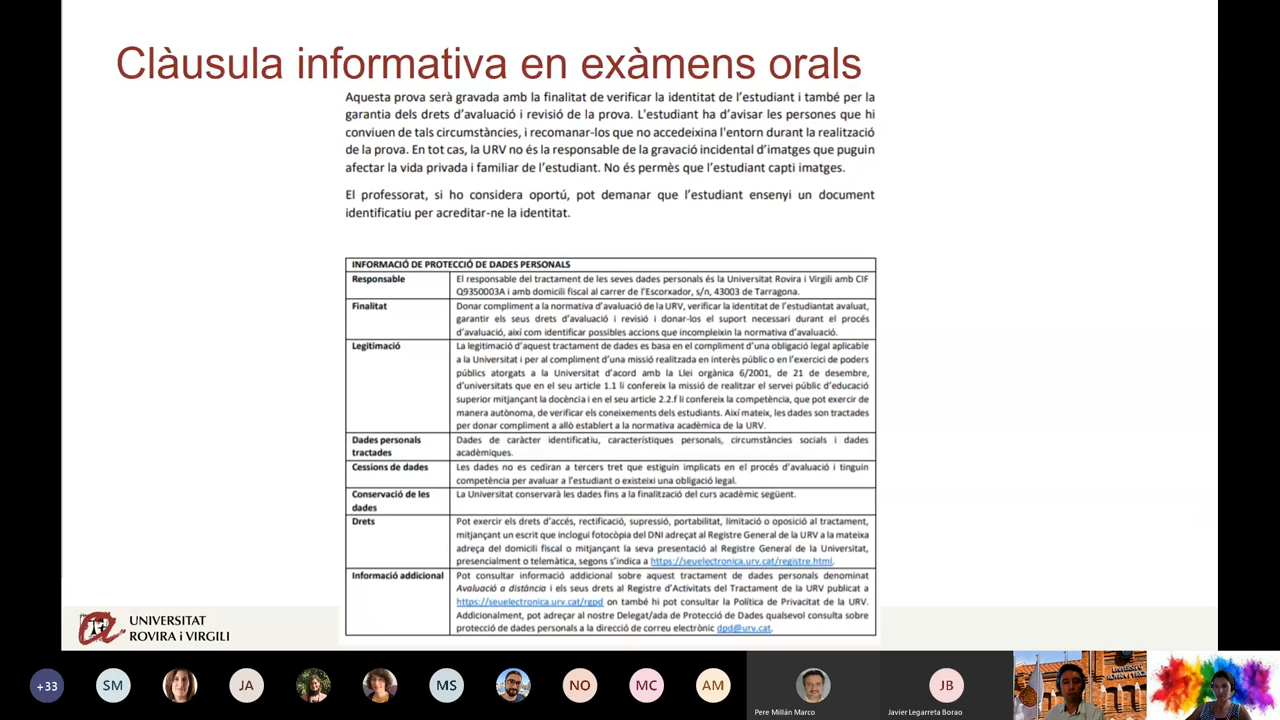 Clàusula informativa en exàmens orals
Aquesta prova serà gravada amb la finalitat de verificar la identitat de l'estudiant i també per la
garantia dels drets d'avaluació i revisió de la prova. L'estudiant ha d'avisar les persones que hi
conviuen de tals circumstàncies, i recomanar-los que no accedeixina l'entorn durant la realització
de la prova. En tot cas, la URV no és la responsable de la gravació incidental d'imatges que puguin
afectar la vida privada i familiar de l'estudiant. No és permès que l'estudiant capti imatges.
El professorat, si ho considera oportú, pot demanar que l'estudiant ensenyi un document
identificatiu per acreditar-ne la identitat.
INFORMACIÓ DE PROTECCIÓ DE DADES PERSONALS
Responsable
El responsable del tractament de les seves dades personals és la Universitat Rovira i Virgili amb CIF
Q9350003A i amb domicili fiscal al carrer de l'Escorxador, s/n, 43003 de Tarragona.
Finalitat
Donar compliment a la normativa d'avaluació de la URV, verificar la identitat de l'estudiantat avaluat,
garantir els seus drets d'avaluació i revisió i donar-los el suport necessari durant el procés
d'avaluació, així com identificar possibles accions que incompleixin la normativa d'avaluació.
Legitimació
La legitimació d'aquest tractament de dades es basa en el compliment d'una obligació legal aplicable
a la Universitat i per al compliment d'una missió realitzada en interès públic o en l'exercici de poders
públics atorgats a la Universitat d'acord amb la Llei orgànica 6/2001, de 21 de desembre,
d'universitats que en el seu article 1.1 li confereix la missió de realitzar el servei públic d'educació
superior mitjançant la docència i en el seu article 2.2.f li confereix la competència, que pot exercir de
manera autònoma, de verificar els coneixements dels estudiants. Així mateix, les dades son tractades
per donar compliment a allò establert a la normativa acadèmica de la URV.
Dades personals
tractades
Dades de caràcter identificatiu, característiques personals, circumstàncies socials i dades
acadèmiques.
Cessions de dades
Les dades no es cediran a tercers tret que estiguin implicats en el procés d'avaluació i tinguin
competència per avaluar a l'estudiant o existeixi una obligació legal.
Conservació de les
dades
La Universitat conservarà les dades fins a la finalització del curs acadèmic següent.
Drets
Pot exercir els drets d'accés, rectificació, supressió, portabilitat, limitació o oposició al tractament,
mitjançant un escrit que inclogui fotocòpia del DNI adreçat al Registre General de la URV a la mateixa
adreça del domicili fiscal o mitjançant la seva presentació al Registre General de la Universitat,
presencialment o telemàtica, segons s'indica a https://seuelectronica.urv.cat/registre.html.
Informació addicional
Pot consultar informació addicional sobre aquest tractament de dades personals denominat
Avaluació a distància i els seus drets al Registre d'Activitats del Tractament de la URV publicat a
https://seuelectronica.urv.cat/rgpd on també hi pot consultar la Política de Privacitat de la URV.
Addicionalment, pot adreçar al nostre Delegat/ada de Protecció de Dades qualsevol consulta sobre
protecció de dades personals a la direcció de correu electrònic dpd@urv.cat.
UNIVERSITAT
ROVIRA i VIRGILI
+33
SM
JA
MS
NO
MC
AM
Pere Millán Marco
JB
Javier Legarreta Borao